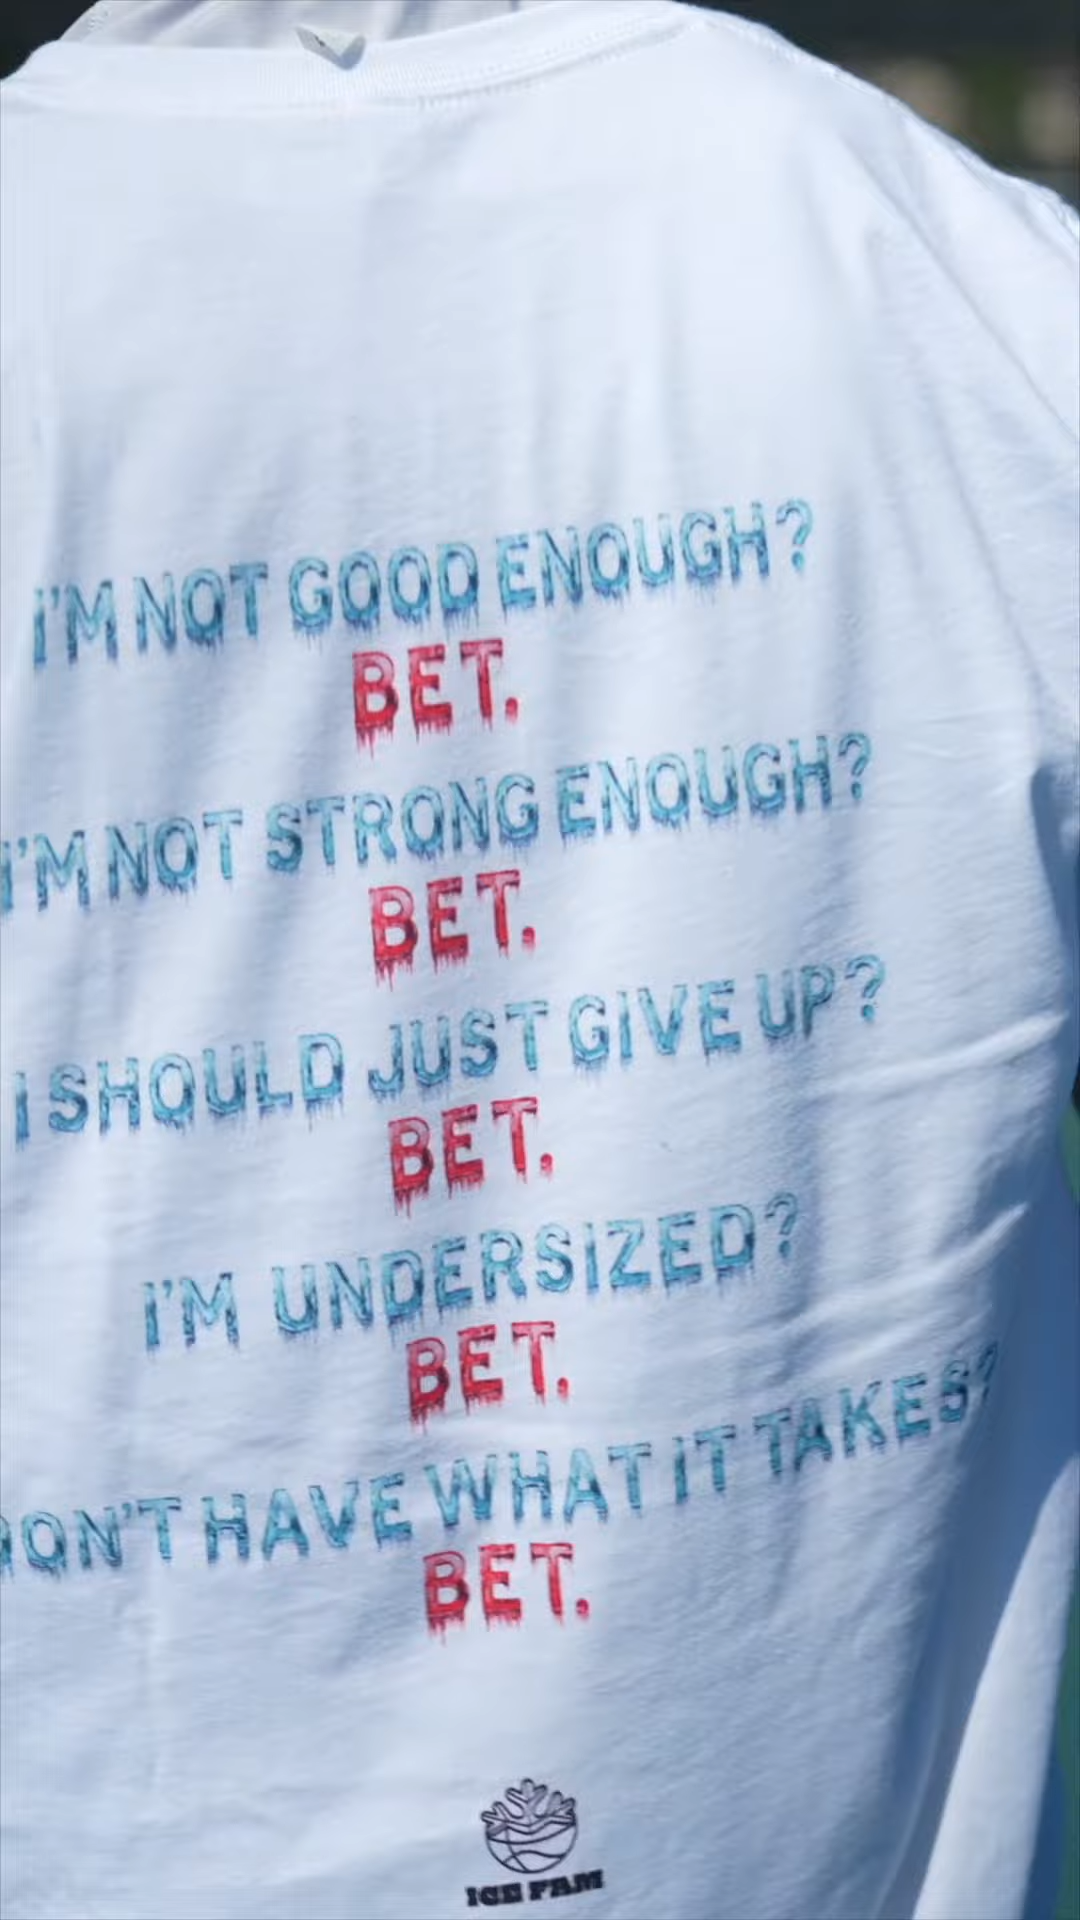 I'M NOT GOOD ENOUGH?
BET.
I'M NOT STRONG ENOUGH?
BET.
I SHOULD JUST GIVE UP?
BET.
I'M UNDERSIZED?
BET.
DON'T HAVE WHAT IT TAKES?
BET.
ICE FAM